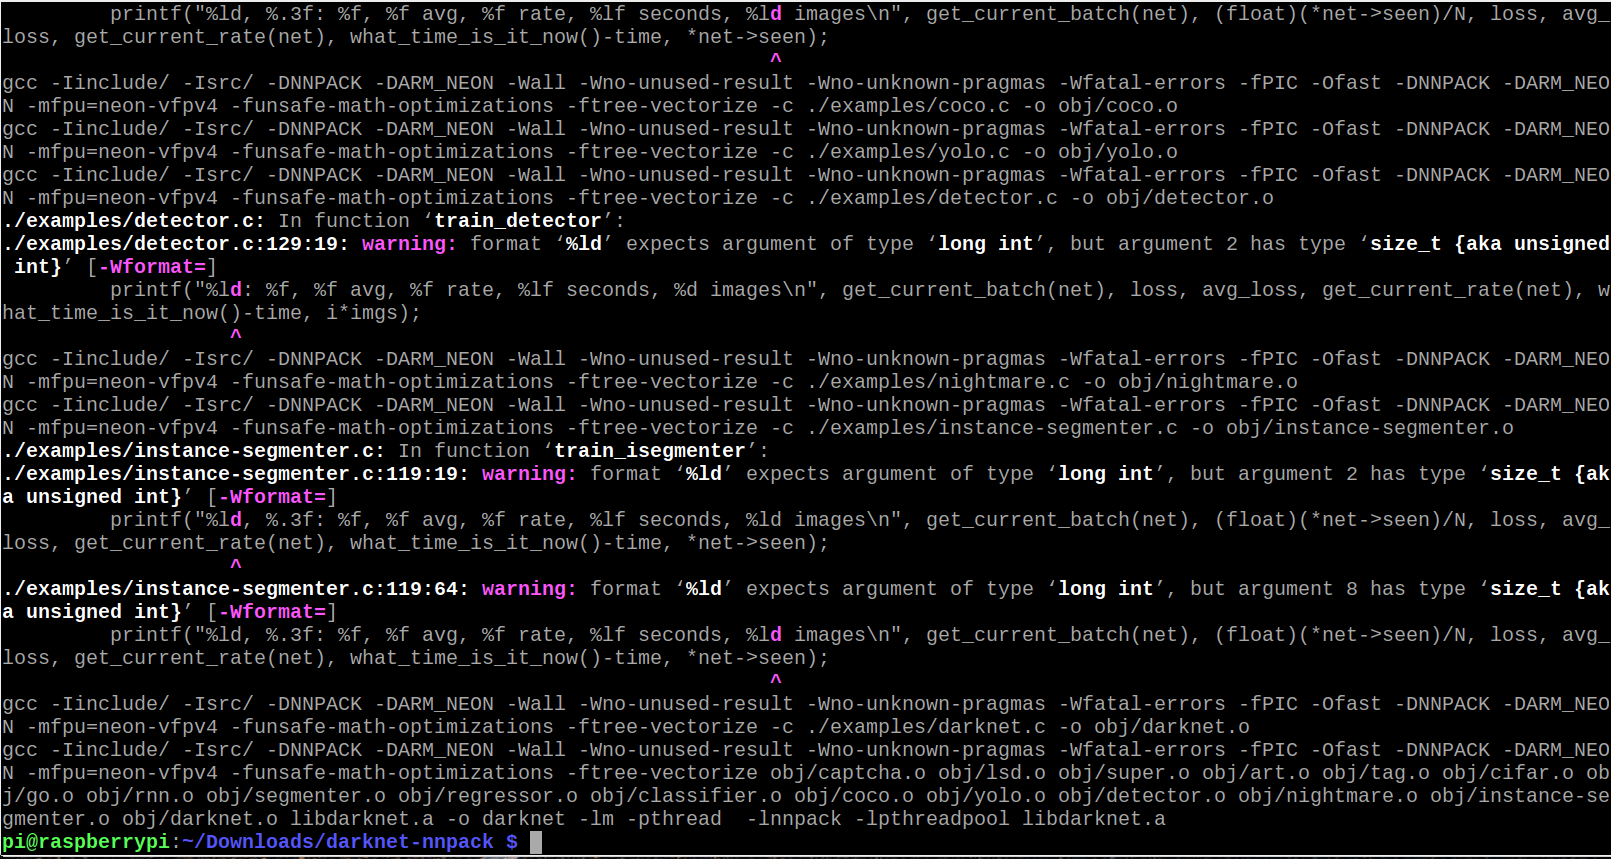 printf("%ld, %.3f: %f, %f avg, %f rate, %lf seconds, %ld images\n", get_current_batch(net), (float)(*net->seen)/N, loss, avg_
loss, get_current_rate(net), what_time_is_it_now()-time, *net->seen);
                                                                ^
gcc -Iinclude/ -Isrc/ -DNNPACK -DARM_NEON -Wall -Wno-unused-result -Wno-unknown-pragmas -Wfatal-errors -fPIC -Ofast -DNNPACK -DARM_NEO
N -mfpu=neon-vfpv4 -funsafe-math-optimizations -ftree-vectorize -c ./examples/coco.c -o obj/coco.o
gcc -Iinclude/ -Isrc/ -DNNPACK -DARM_NEON -Wall -Wno-unused-result -Wno-unknown-pragmas -Wfatal-errors -fPIC -Ofast -DNNPACK -DARM_NEO
N -mfpu=neon-vfpv4 -funsafe-math-optimizations -ftree-vectorize -c ./examples/yolo.c -o obj/yolo.o
gcc -Iinclude/ -Isrc/ -DNNPACK -DARM_NEON -Wall -Wno-unused-result -Wno-unknown-pragmas -Wfatal-errors -fPIC -Ofast -DNNPACK -DARM_NEO
N -mfpu=neon-vfpv4 -funsafe-math-optimizations -ftree-vectorize -c ./examples/detector.c -o obj/detector.o
./examples/detector.c: In function ‘train_detector’:
./examples/detector.c:129:19: warning: format ‘%ld’ expects argument of type ‘long int’, but argument 2 has type ‘size_t {aka unsigned
 int}’ [-Wformat=]
         printf("%ld: %f, %f avg, %f rate, %lf seconds, %d images\n", get_current_batch(net), loss, avg_loss, get_current_rate(net), w
hat_time_is_it_now()-time, i*imgs);
                   ^
gcc -Iinclude/ -Isrc/ -DNNPACK -DARM_NEON -Wall -Wno-unused-result -Wno-unknown-pragmas -Wfatal-errors -fPIC -Ofast -DNNPACK -DARM_NEO
N -mfpu=neon-vfpv4 -funsafe-math-optimizations -ftree-vectorize -c ./examples/nightmare.c -o obj/nightmare.o
gcc -Iinclude/ -Isrc/ -DNNPACK -DARM_NEON -Wall -Wno-unused-result -Wno-unknown-pragmas -Wfatal-errors -fPIC -Ofast -DNNPACK -DARM_NEO
N -mfpu=neon-vfpv4 -funsafe-math-optimizations -ftree-vectorize -c ./examples/instance-segmenter.c -o obj/instance-segmenter.o
./examples/instance-segmenter.c: In function ‘train_isegmenter’:
./examples/instance-segmenter.c:119:19: warning: format ‘%ld’ expects argument of type ‘long int’, but argument 2 has type ‘size_t {ak
a unsigned int}’ [-Wformat=]
         printf("%ld, %.3f: %f, %f avg, %f rate, %lf seconds, %ld images\n", get_current_batch(net), (float)(*net->seen)/N, loss, avg_
loss, get_current_rate(net), what_time_is_it_now()-time, *net->seen);
                   ^
./examples/instance-segmenter.c:119:64: warning: format ‘%ld’ expects argument of type ‘long int’, but argument 8 has type ‘size_t {ak
a unsigned int}’ [-Wformat=]
         printf("%ld, %.3f: %f, %f avg, %f rate, %lf seconds, %ld images\n", get_current_batch(net), (float)(*net->seen)/N, loss, avg_
loss, get_current_rate(net), what_time_is_it_now()-time, *net->seen);
                                                                ^
gcc -Iinclude/ -Isrc/ -DNNPACK -DARM_NEON -Wall -Wno-unused-result -Wno-unknown-pragmas -Wfatal-errors -fPIC -Ofast -DNNPACK -DARM_NEO
N -mfpu=neon-vfpv4 -funsafe-math-optimizations -ftree-vectorize -c ./examples/darknet.c -o obj/darknet.o
gcc -Iinclude/ -Isrc/ -DNNPACK -DARM_NEON -Wall -Wno-unused-result -Wno-unknown-pragmas -Wfatal-errors -fPIC -Ofast -DNNPACK -DARM_NEO
N -mfpu=neon-vfpv4 -funsafe-math-optimizations -ftree-vectorize obj/captcha.o obj/lsd.o obj/super.o obj/art.o obj/tag.o obj/cifar.o ob
j/go.o obj/rnn.o obj/segmenter.o obj/regressor.o obj/classifier.o obj/coco.o obj/yolo.o obj/detector.o obj/nightmare.o obj/instance-se
gmenter.o obj/darknet.o libdarknet.a -o darknet -lm -pthread  -lnnpack -lpthreadpool libdarknet.a
pi@raspberrypi:~/Downloads/darknet-nnpack $